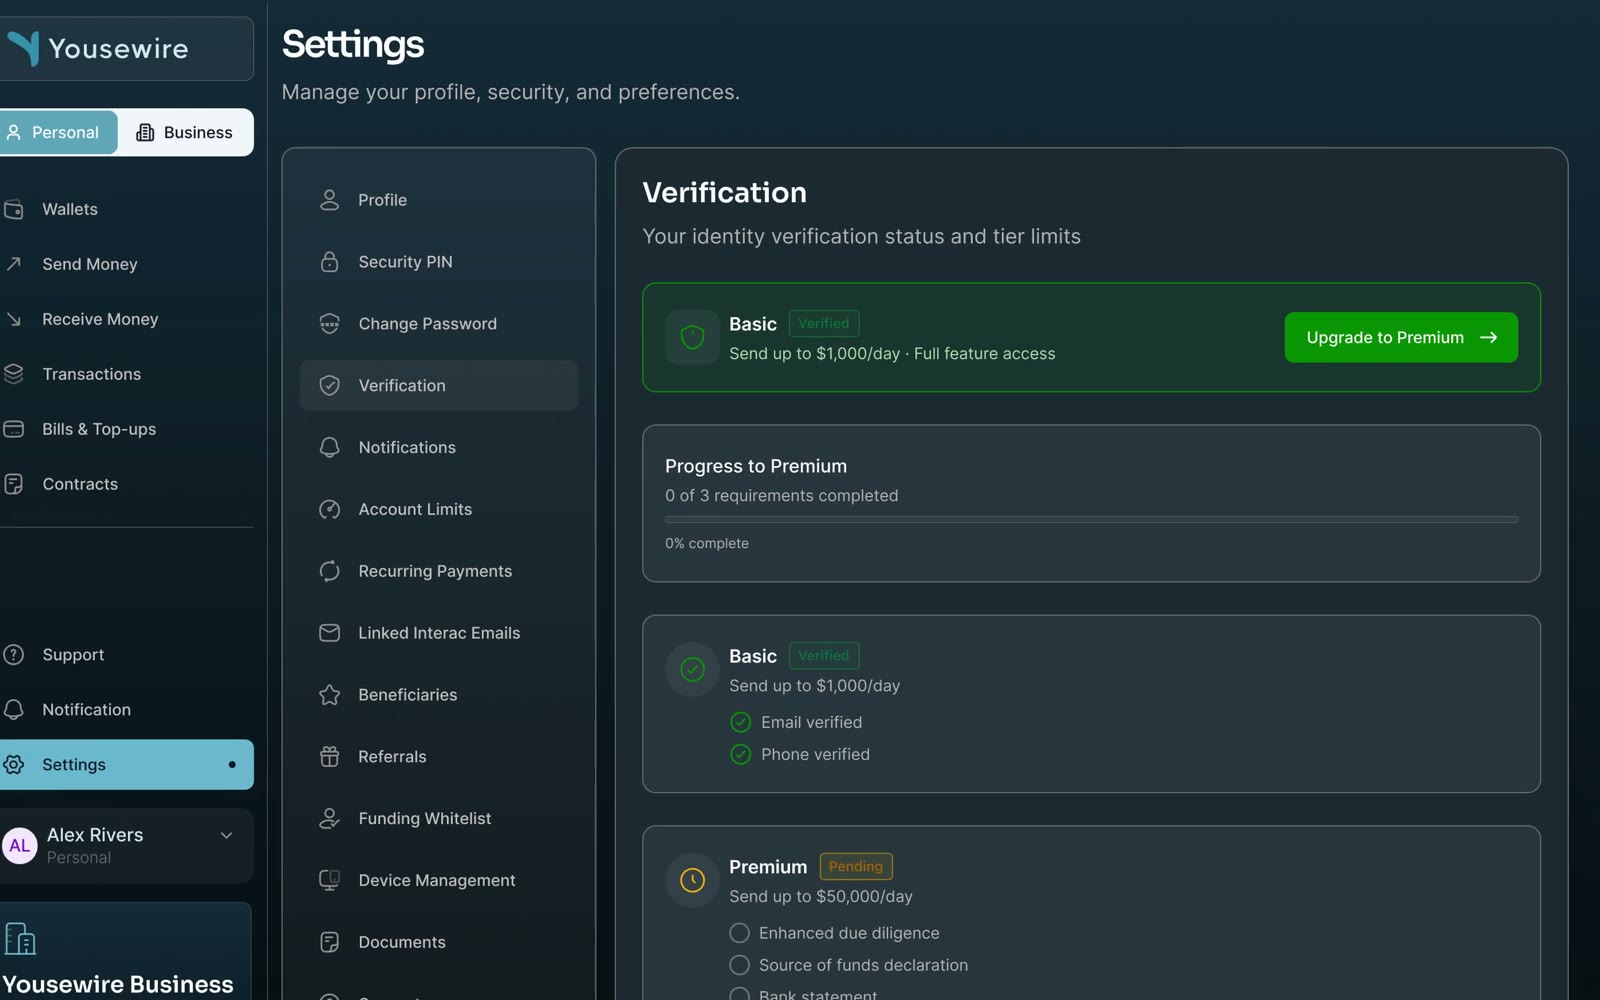 Yousewire
Personal
Business
Wallets
Send Money
Receive Money
Transactions
Bills & Top-ups
Contracts
Support
Notification
Settings
AL
Alex Rivers
Personal
Yousewire Business
Settings
Manage your profile, security, and preferences.
Profile
Security PIN
Change Password
Verification
Notifications
Account Limits
Recurring Payments
Linked Interac Emails
Beneficiaries
Referrals
Funding Whitelist
Device Management
Documents
Verification
Your identity verification status and tier limits
Basic Verified
Send up to $1,000/day · Full feature access
Upgrade to Premium →
Progress to Premium
0 of 3 requirements completed
0% complete
Basic Verified
Send up to $1,000/day
Email verified
Phone verified
Premium Pending
Send up to $50,000/day
Enhanced due diligence
Source of funds declaration
Bank statement